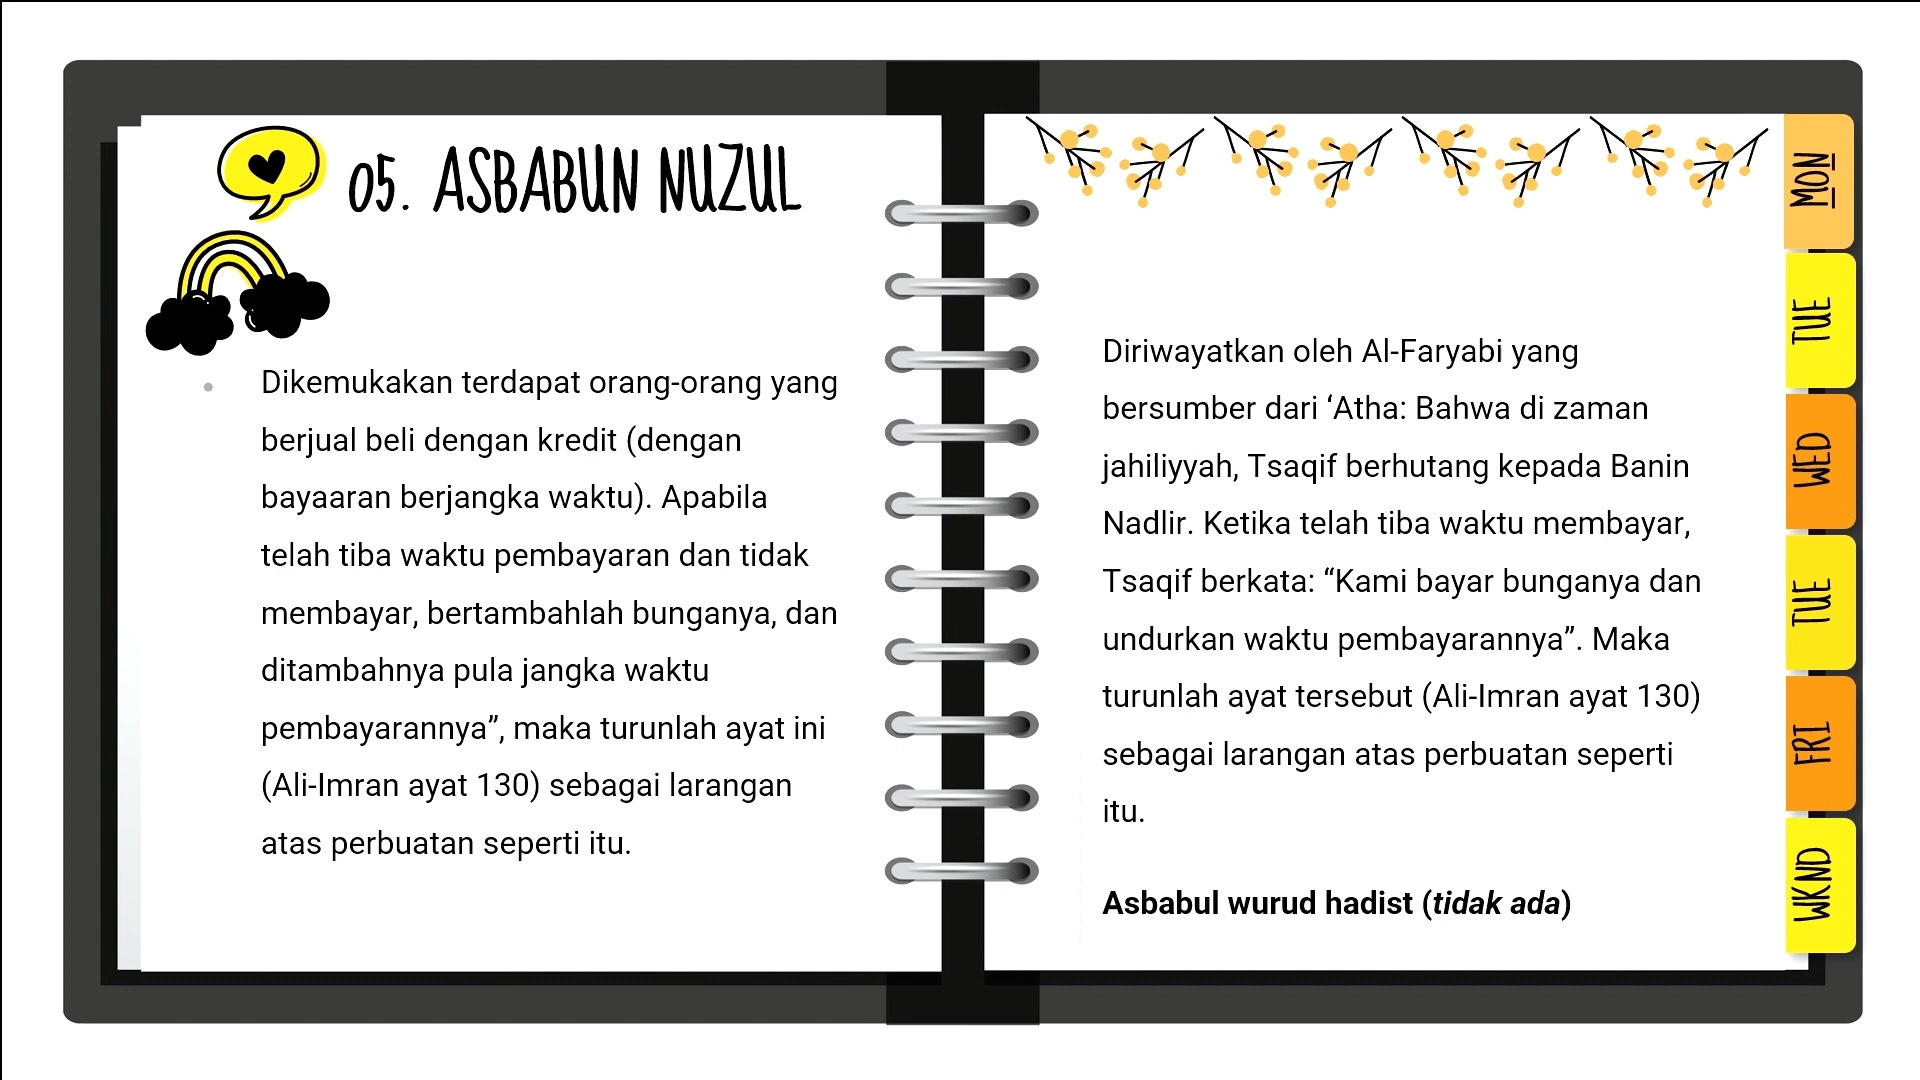 05. ASBABUN NUZUL
Dikemukakan terdapat orang-orang yang
berjual beli dengan kredit (dengan
bayaaran berjangka waktu). Apabila
telah tiba waktu pembayaran dan tidak
membayar, bertambahlah bunganya, dan
ditambahnya pula jangka waktu
pembayarannya”, maka turunlah ayat ini
(Ali-Imran ayat 130) sebagai larangan
atas perbuatan seperti itu.
Diriwayatkan oleh Al-Faryabi yang
bersumber dari ‘Atha: Bahwa di zaman
jahiliyyah, Tsaqif berhutang kepada Banin
Nadlir. Ketika telah tiba waktu membayar,
Tsaqif berkata: “Kami bayar bunganya dan
undurkan waktu pembayarannya”. Maka
turunlah ayat tersebut (Ali-Imran ayat 130)
sebagai larangan atas perbuatan seperti
itu.
Asbabul wurud hadist (tidak ada)
MON
TUE
WED
TUE
FRI
WKND